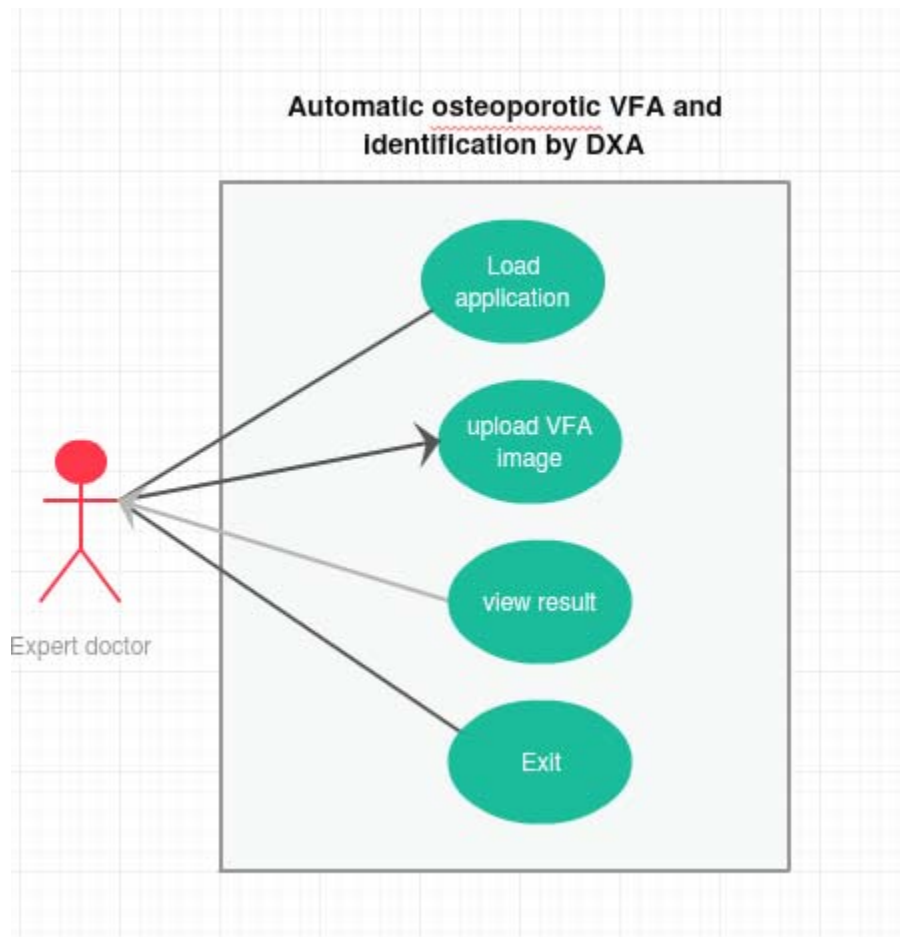 Automatic osteoporotic VFA and
identification by DXA
Load
application
upload VFA
image
view result
Exit
Expert doctor